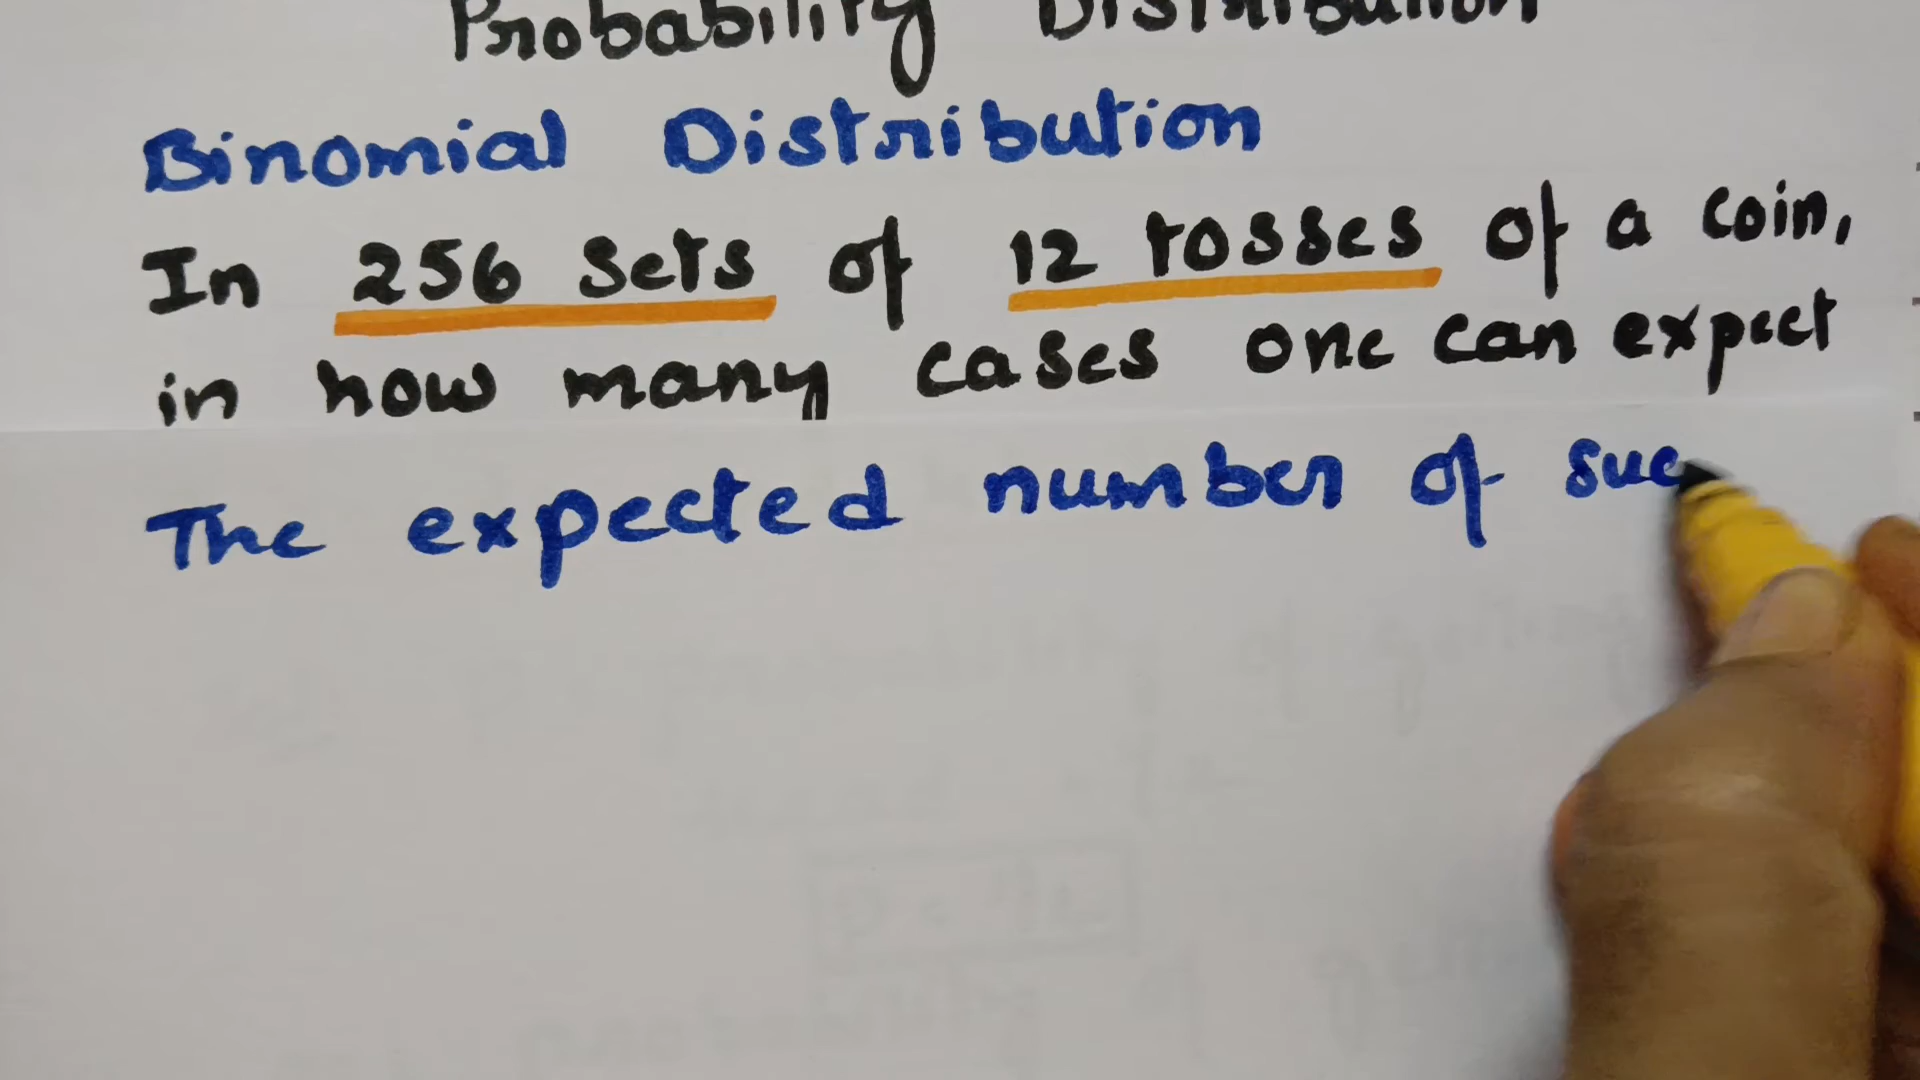 Probability Distribution
Binomial Distribution
In 256 sets of 12 tosses of a coin,
in how many cases one can expect
The expected number of suc